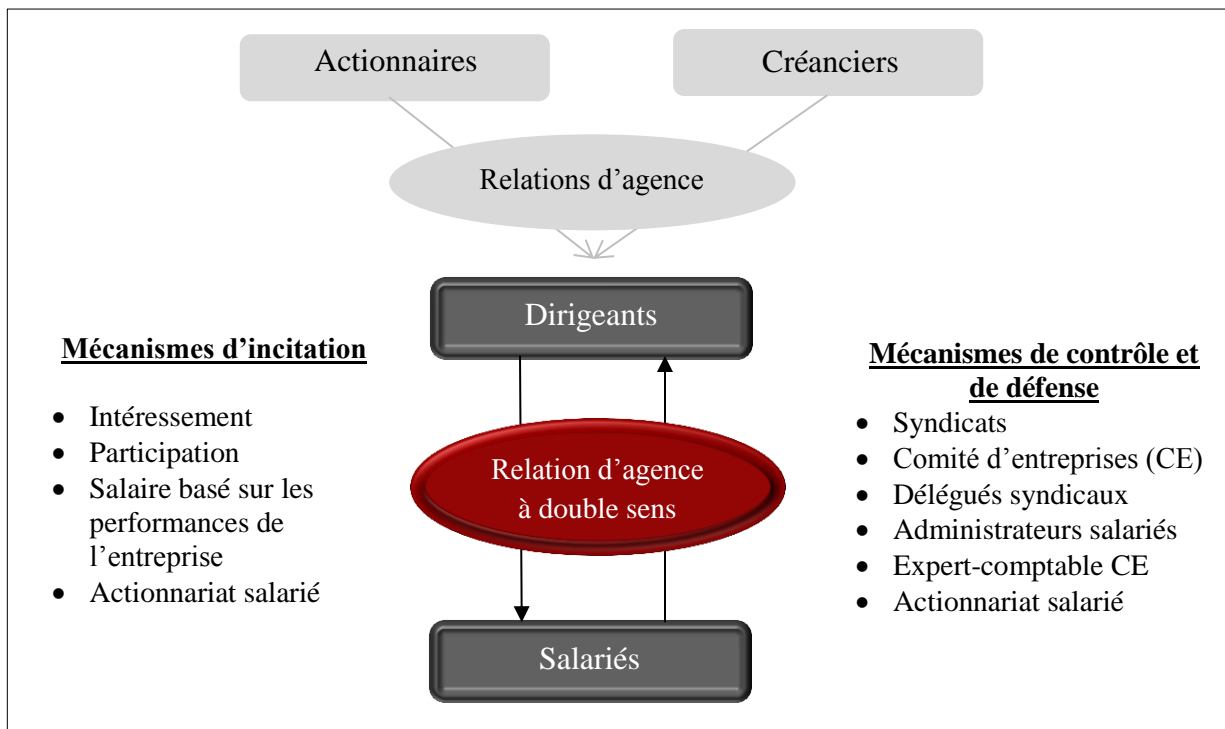 Actionnaires
Créanciers
Relations d’agence
Dirigeants
Mécanismes d’incitation
• Intéressement
• Participation
• Salaire basé sur les
performances de
l’entreprise
• Actionnariat salarié
Relation d’agence
à double sens
Mécanismes de contrôle et
de défense
• Syndicats
• Comité d’entreprises (CE)
• Délégués syndicaux
• Administrateurs salariés
• Expert-comptable CE
• Actionnariat salarié
Salariés